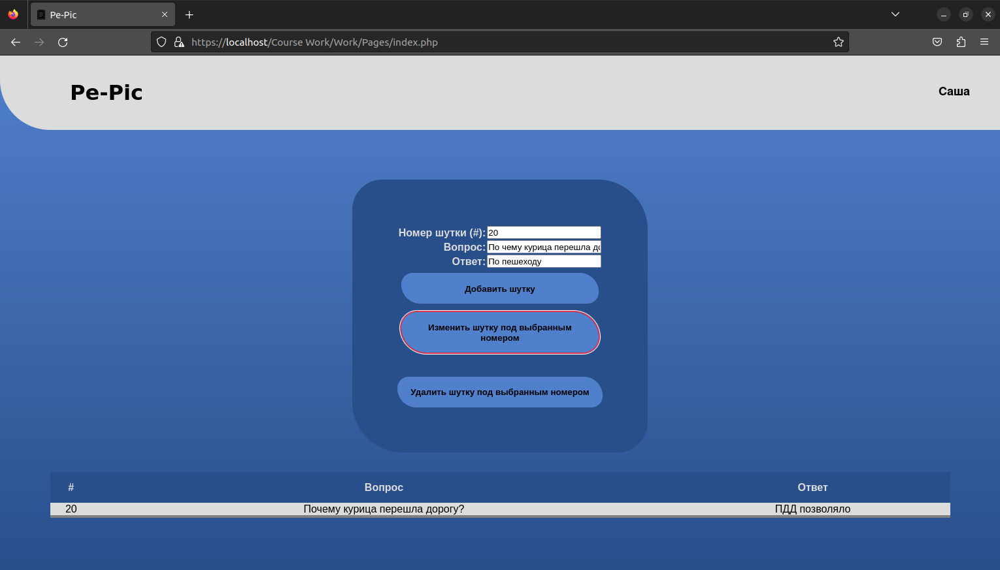 Pe-Pic
https://localhost/Course Work/Work/Pages/index.php
Pe-Pic
Саша
Номер шутки (#): 20
Вопрос: По чему курица перешла до
Ответ: По пешеходу
Добавить шутку
Изменить шутку под выбранным
номером
Удалить шутку под выбранным номером
# Вопрос Ответ
20 Почему курица перешла дорогу? ПДД позволяло